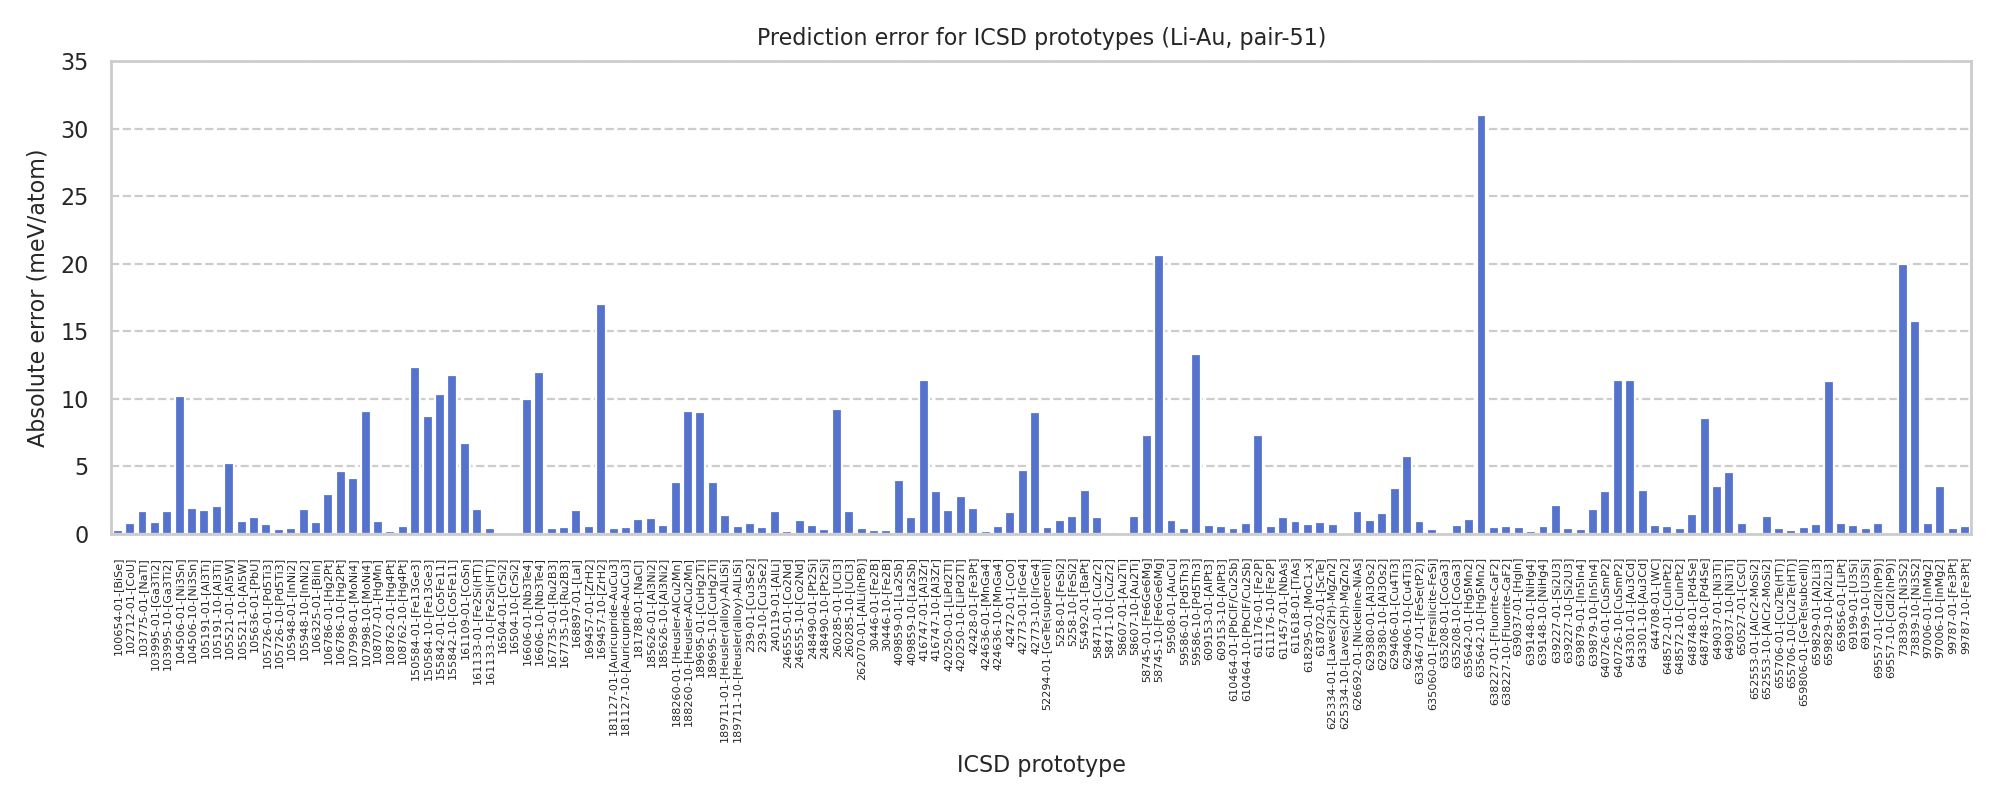 Prediction error for ICSD prototypes (Li-Au, pair-51)
Absolute error (meV/atom)
35
30
25
20
15
10
5
0
100654-01-[BiSe]
102712-01-[CoU]
103775-01-[NaTl]
103995-01-[Ga3Ti2]
103995-10-[Ga3Ti2]
104506-01-[Ni3Sn]
104506-10-[Ni3Sn]
105191-01-[Al3Ti]
105191-10-[Al3Ti]
105521-01-[Al5W]
105521-10-[Al5W]
105636-01-[PbU]
105726-01-[Pd5Ti3]
105726-10-[Pd5Ti3]
105948-01-[InNi2]
105948-10-[InNi2]
106325-01-[BiIn]
106786-01-[Hg2Pt]
106786-10-[Hg2Pt]
107998-01-[MoNi4]
107998-10-[MoNi4]
108707-01-[HgMn]
108762-01-[Hg4Pt]
108762-10-[Hg4Pt]
150584-01-[Fe13Ge3]
150584-10-[Fe13Ge3]
155842-01-[Co5Fe11]
155842-10-[Co5Fe11]
161109-01-[CoSn]
161133-01-[Fe2Si(HT)]
161133-10-[Fe2Si(HT)]
16504-01-[CrSi2]
16504-10-[CrSi2]
16606-01-[Nb3Te4]
16606-10-[Nb3Te4]
167735-01-[Ru2B3]
167735-10-[Ru2B3]
168897-01-[LaI]
169457-01-[ZrH2]
169457-10-[ZrH2]
181127-01-[Auricupride-AuCu3]
181127-10-[Auricupride-AuCu3]
181788-01-[NaCl]
185626-01-[Al3Ni2]
185626-10-[Al3Ni2]
188260-01-[Heusler-AlCu2Mn]
188260-10-[Heusler-AlCu2Mn]
189695-01-[CuHg2Ti]
189695-10-[CuHg2Ti]
189711-01-[Heusler(alloy)-AlLiSi]
189711-10-[Heusler(alloy)-AlLiSi]
239-01-[Cu3Se2]
239-10-[Cu3Se2]
240119-01-[AlLi]
246555-01-[Co2Nd]
246555-10-[Co2Nd]
248490-01-[Pt2Si]
248490-10-[Pt2Si]
260285-01-[UCl3]
260285-10-[UCl3]
262070-01-[AlLi(hP8)]
30446-01-[Fe2B]
30446-10-[Fe2B]
409859-01-[La2Sb]
409859-10-[La2Sb]
416747-01-[Al3Zr]
416747-10-[Al3Zr]
420250-01-[LiPd2Tl]
420250-10-[LiPd2Tl]
42428-01-[Fe3Pt]
424636-01-[MnGa4]
424636-10-[MnGa4]
42472-01-[CoO]
42773-01-[IrGe4]
42773-10-[IrGe4]
52294-01-[GeTe(supercell)]
5258-01-[FeSi2]
5258-10-[FeSi2]
55492-01-[BaPt]
58471-01-[CuZr2]
58471-10-[CuZr2]
58607-01-[Au2Ti]
58607-10-[Au2Ti]
58745-01-[Fe6Ge6Mg]
58745-10-[Fe6Ge6Mg]
59508-01-[AuCu]
59586-01-[Pd5Th3]
59586-10-[Pd5Th3]
609153-01-[AlPt3]
609153-10-[AlPt3]
610464-01-[PbClF/Cu2Sb]
610464-10-[PbClF/Cu2Sb]
611176-01-[Fe2P]
611176-10-[Fe2P]
611457-01-[NbAs]
611618-01-[TiAs]
618295-01-[MoC1-x]
618702-01-[ScTe]
625334-01-[Laves(2H)-MgZn2]
625334-10-[Laves(2H)-MgZn2]
626692-01-[Nickeline-NiAs]
629380-01-[Al3Os2]
629380-10-[Al3Os2]
629406-01-[Cu4Ti3]
629406-10-[Cu4Ti3]
633467-01-[FeSe(tP2)]
635060-01-[Fersilicite-FeSi]
635208-01-[CoGa3]
635208-10-[CoGa3]
635642-01-[Hg5Mn2]
635642-10-[Hg5Mn2]
638227-01-[Fluorite-CaF2]
638227-10-[Fluorite-CaF2]
639037-01-[HgIn]
639148-01-[NiHg4]
639148-10-[NiHg4]
639227-01-[Si2U3]
639227-10-[Si2U3]
639879-01-[In5In4]
639879-10-[In5In4]
640726-01-[CuSmP2]
640726-10-[CuSmP2]
643301-01-[Au3Cd]
643301-10-[Au3Cd]
644708-01-[WC]
648572-01-[CuInPt2]
648572-10-[CuInPt2]
648748-01-[Pd4Se]
648748-10-[Pd4Se]
649037-01-[Ni3Ti]
649037-10-[Ni3Ti]
650527-01-[CsCl]
652553-01-[AlCr2-MoSi2]
652553-10-[AlCr2-MoSi2]
655706-01-[Cu2Te(HT)]
655706-10-[Cu2Te(HT)]
659806-01-[GeTe(subcell)]
659829-01-[Al2Li3]
659829-10-[Al2Li3]
659856-01-[LiPt]
69199-01-[U3Si]
69199-10-[U3Si]
69557-01-[CdI2(hP9)]
69557-10-[CdI2(hP9)]
73839-01-[Ni3S2]
73839-10-[Ni3S2]
97006-01-[InMg2]
97006-10-[InMg2]
99787-01-[Fe3Pt]
99787-10-[Fe3Pt]
ICSD prototype